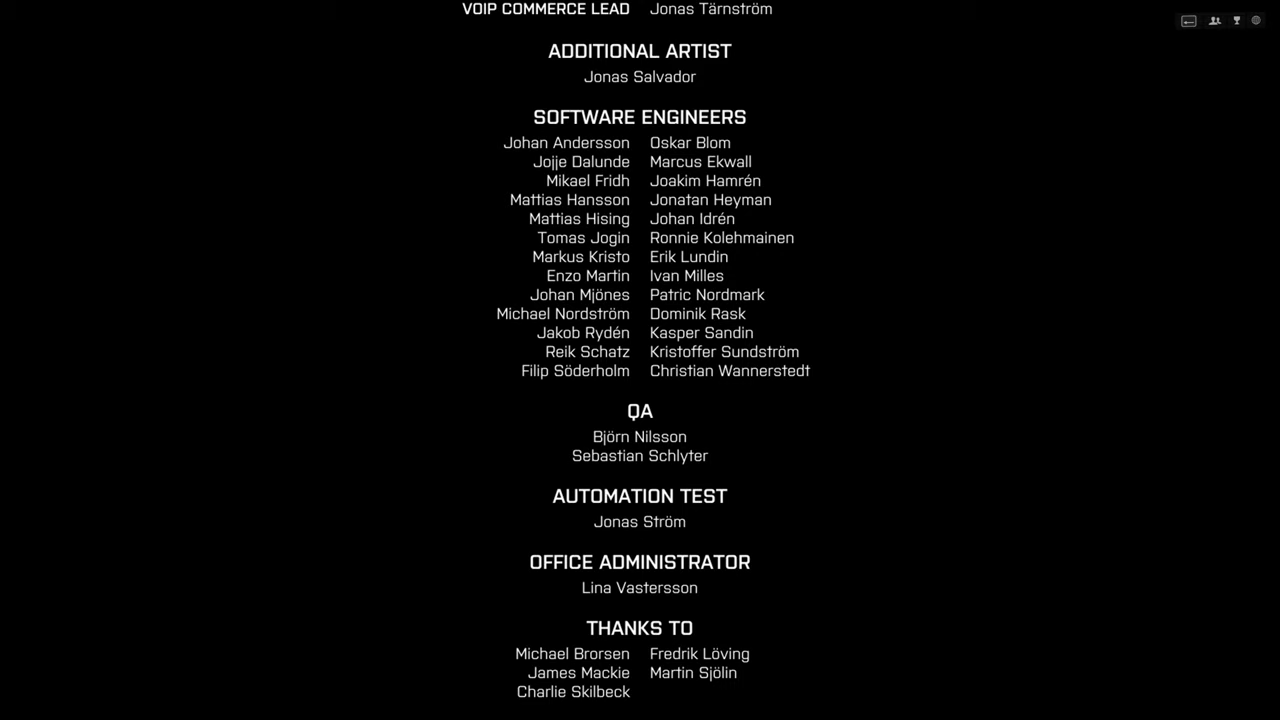 VOIP COMMERCE LEAD Jonas Tärnström
ADDITIONAL ARTIST
Jonas Salvador
SOFTWARE ENGINEERS
Johan Andersson Oskar Blom
Jojje Dalunde Marcus Ekwall
Mikael Fridh Joakim Hamrén
Mattias Hansson Jonatan Heyman
Mattias Hising Johan Idrén
Tomas Jogin Ronnie Kolehmainen
Markus Kristo Erik Lundin
Enzo Martin Ivan Milles
Johan Mjönes Patric Nordmark
Michael Nordström Dominik Rask
Jakob Rydén Kasper Sandin
Reik Schatz Kristoffer Sundström
Filip Söderholm Christian Wannerstedt
QA
Björn Nilsson
Sebastian Schlyter
AUTOMATION TEST
Jonas Ström
OFFICE ADMINISTRATOR
Lina Vastersson
THANKS TO
Michael Brorsen Fredrik Löving
James Mackie Martin Sjölin
Charlie Skilbeck